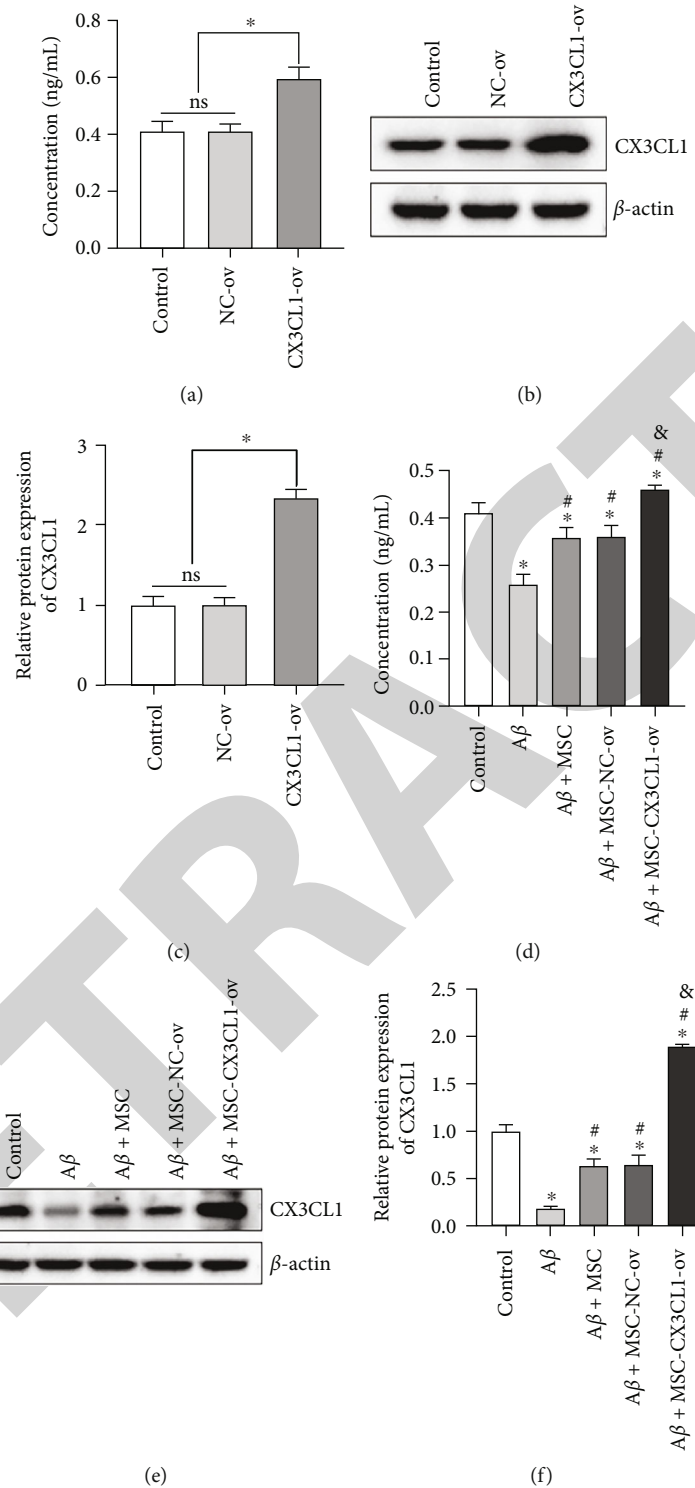 0.8
0.6
0.4
0.2
0.0
Concentration (ng/mL)
ns
*
Control
NC-ov
CX3CL1-ov
(a)
Control
NC-ov
CX3CL1-ov
CX3CL1
β-actin
(b)
3
2
1
0
Relative protein expression
of CX3CL1
ns
*
Control
NC-ov
CX3CL1-ov
(c)
0.5
0.4
0.3
0.2
0.1
0.0
Concentration (ng/mL)
*
#
*
#
*
&
#
*
Control
Aβ
Aβ + MSC
Aβ + MSC-NC-ov
Aβ + MSC-CX3CL1-ov
(d)
Control
Aβ
Aβ + MSC
Aβ + MSC-NC-ov
Aβ + MSC-CX3CL1-ov
CX3CL1
β-actin
(e)
2.5
2.0
1.5
1.0
0.5
0.0
Relative protein expression
of CX3CL1
*
#
*
#
*
&
#
*
Control
Aβ
Aβ + MSC
Aβ + MSC-NC-ov
Aβ + MSC-CX3CL1-ov
(f)
ETRACT